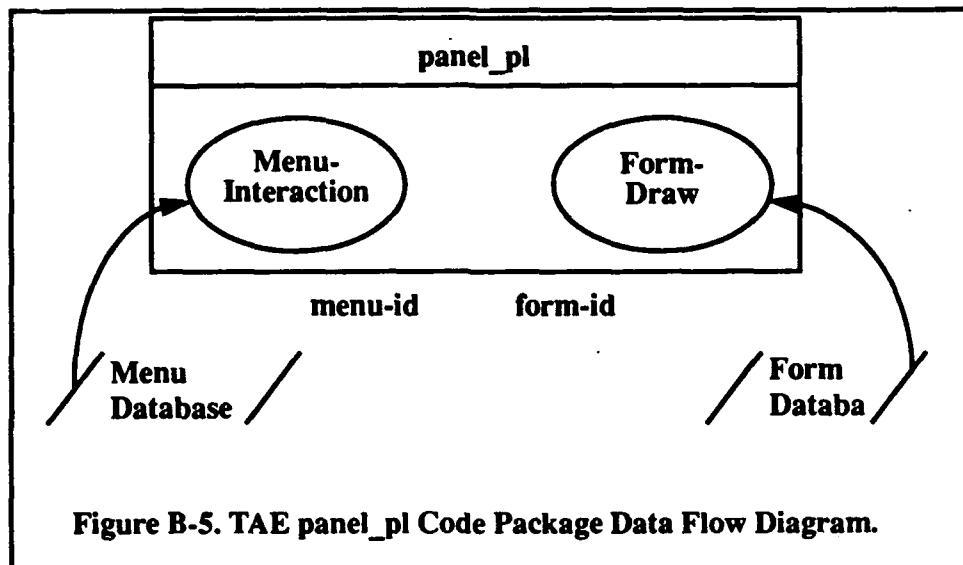 panel_pl
Menu-
Interaction
Form-
Draw
menu-id
form-id
Menu
Database
Form
Databa
Figure B-5. TAE panel_pl Code Package Data Flow Diagram.